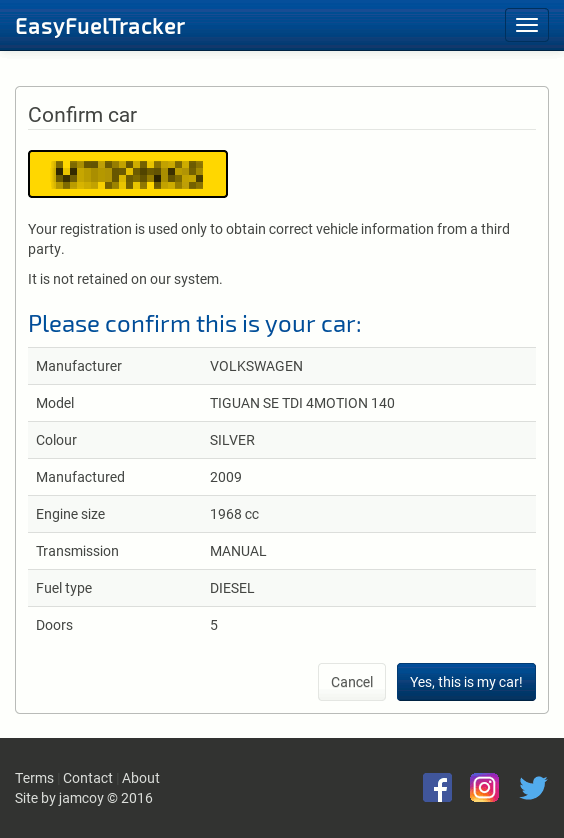 EasyFuelTracker
Confirm car
Your registration is used only to obtain correct vehicle information from a third
party.
It is not retained on our system.
Please confirm this is your car:
Manufacturer VOLKSWAGEN
Model TIGUAN SE TDI 4MOTION 140
Colour SILVER
Manufactured 2009
Engine size 1968 cc
Transmission MANUAL
Fuel type DIESEL
Doors 5
Cancel Yes, this is my car!
Terms | Contact | About
Site by jamcoy © 2016